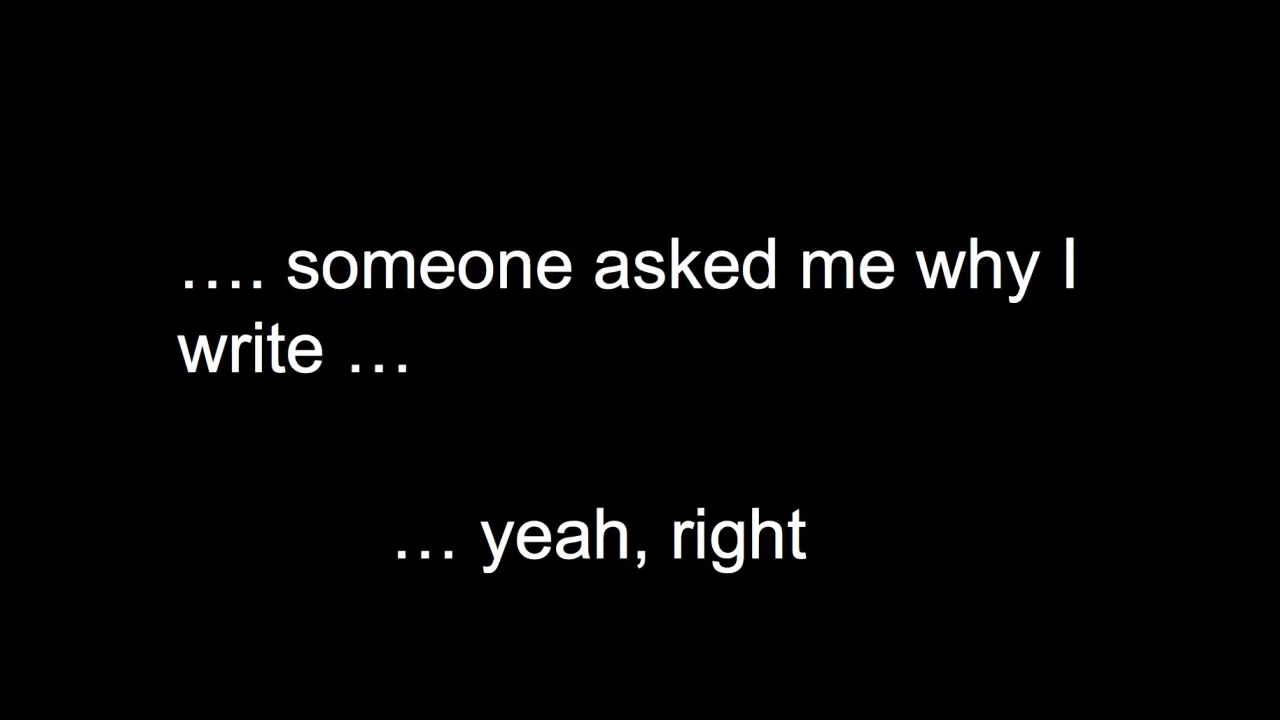 …. someone asked me why I
write …
… yeah, right